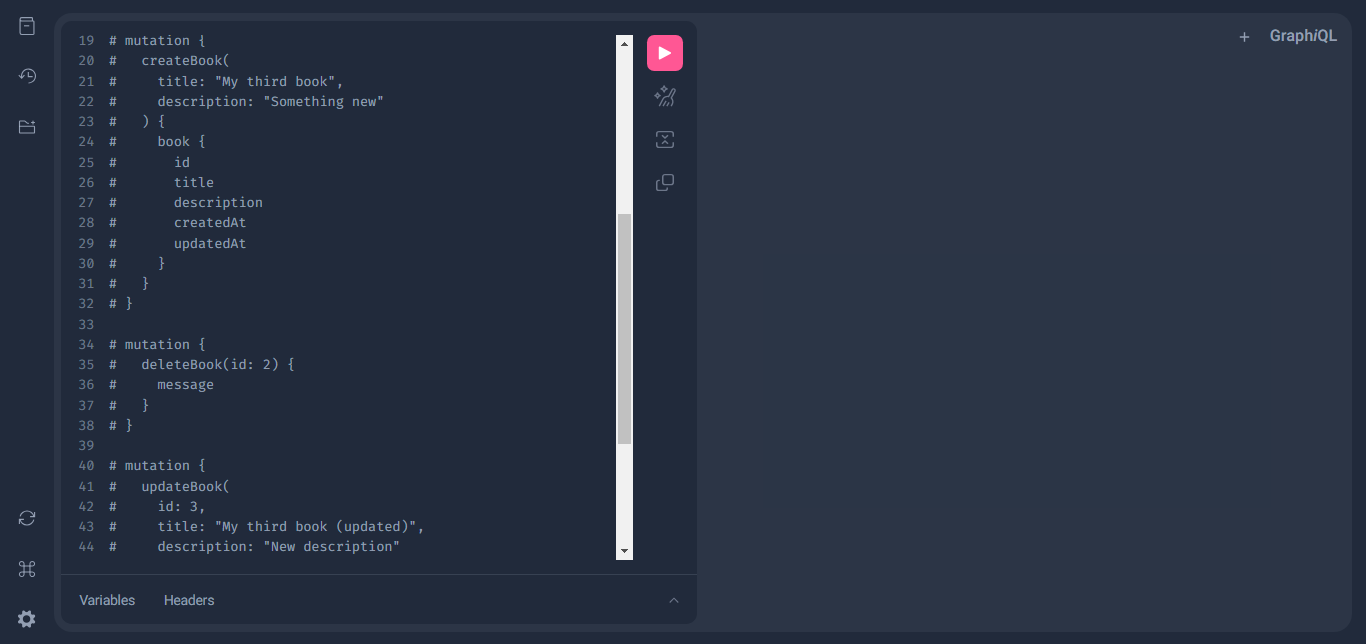 19 # mutation {
20 #   createBook(
21 #     title: "My third book",
22 #     description: "Something new"
23 #   ) {
24 #     book {
25 #       id
26 #       title
27 #       description
28 #       createdAt
29 #       updatedAt
30 #     }
31 #   }
32 # }
33
34 # mutation {
35 #   deleteBook(id: 2) {
36 #     message
37 #   }
38 # }
39
40 # mutation {
41 #   updateBook(
42 #     id: 3,
43 #     title: "My third book (updated)",
44 #     description: "New description"
Variables Headers
+ GraphiQL